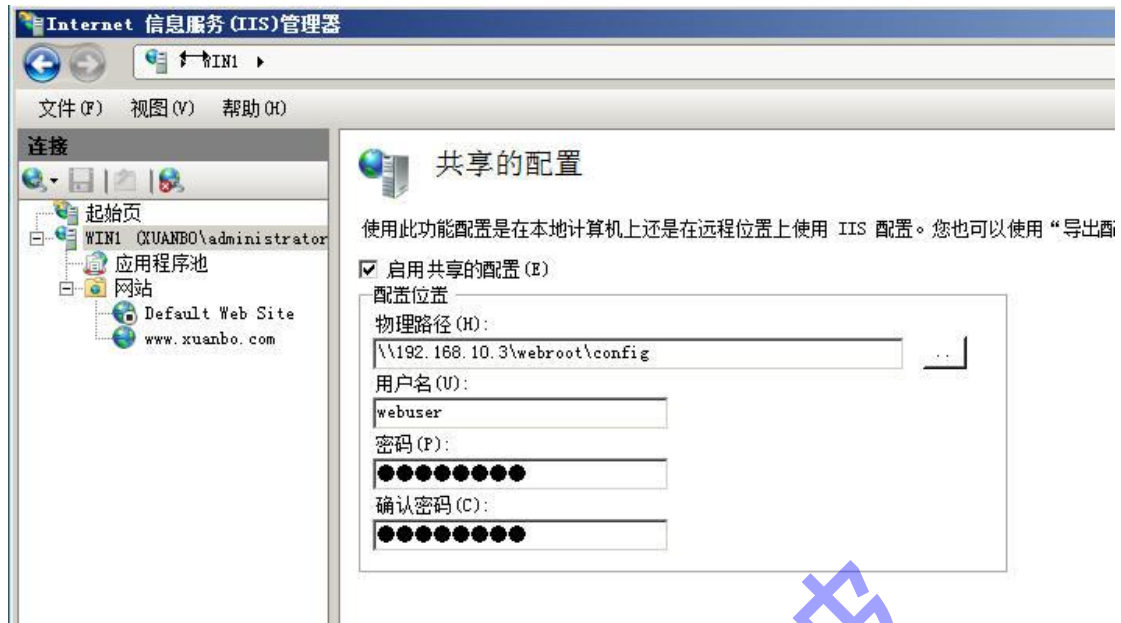 Internet 信息服务(IIS)管理器
WIN1
文件(F) 视图(V) 帮助(H)
连接
共享的配置
起始页
使用此功能配置是在本地计算机上还是在远程位置上使用 IIS 配置。您也可以使用“导出配
WIN1 (XUANBO\administrator
应用程序池
启用共享的配置(E)
网站
配置位置
Default Web Site
物理路径(H):
www.xuanbo.com
\\192.168.10.3\webroot\config
..
用户名(U):
webuser
密码(P):
●●●●●●●●
确认密码(C):
●●●●●●●●